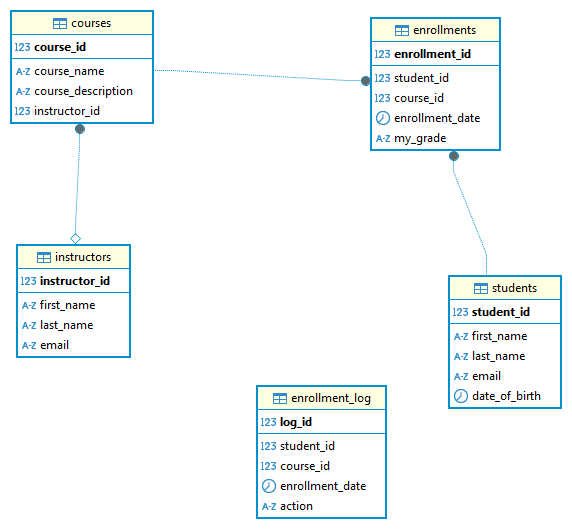 courses
123 course_id
A-Z course_name
A-Z course_description
123 instructor_id
enrollments
123 enrollment_id
123 student_id
123 course_id
enrollment_date
A-Z my_grade
instructors
123 instructor_id
A-Z first_name
A-Z last_name
A-Z email
students
123 student_id
A-Z first_name
A-Z last_name
A-Z email
date_of_birth
enrollment_log
123 log_id
123 student_id
123 course_id
enrollment_date
A-Z action